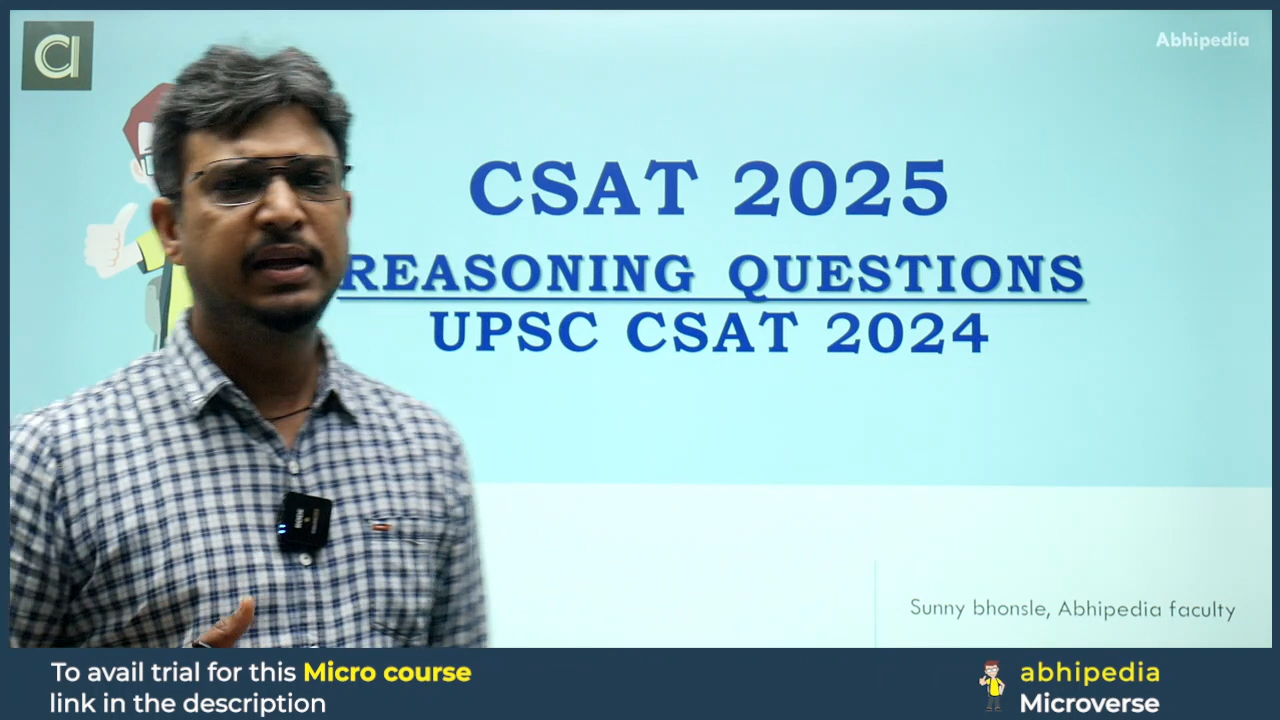 Abhipedia
CSAT 2025
REASONING QUESTIONS
UPSC CSAT 2024
Sunny bhonsle, Abhipedia faculty
To avail trial for this Micro course
link in the description
abhipedia
Microverse